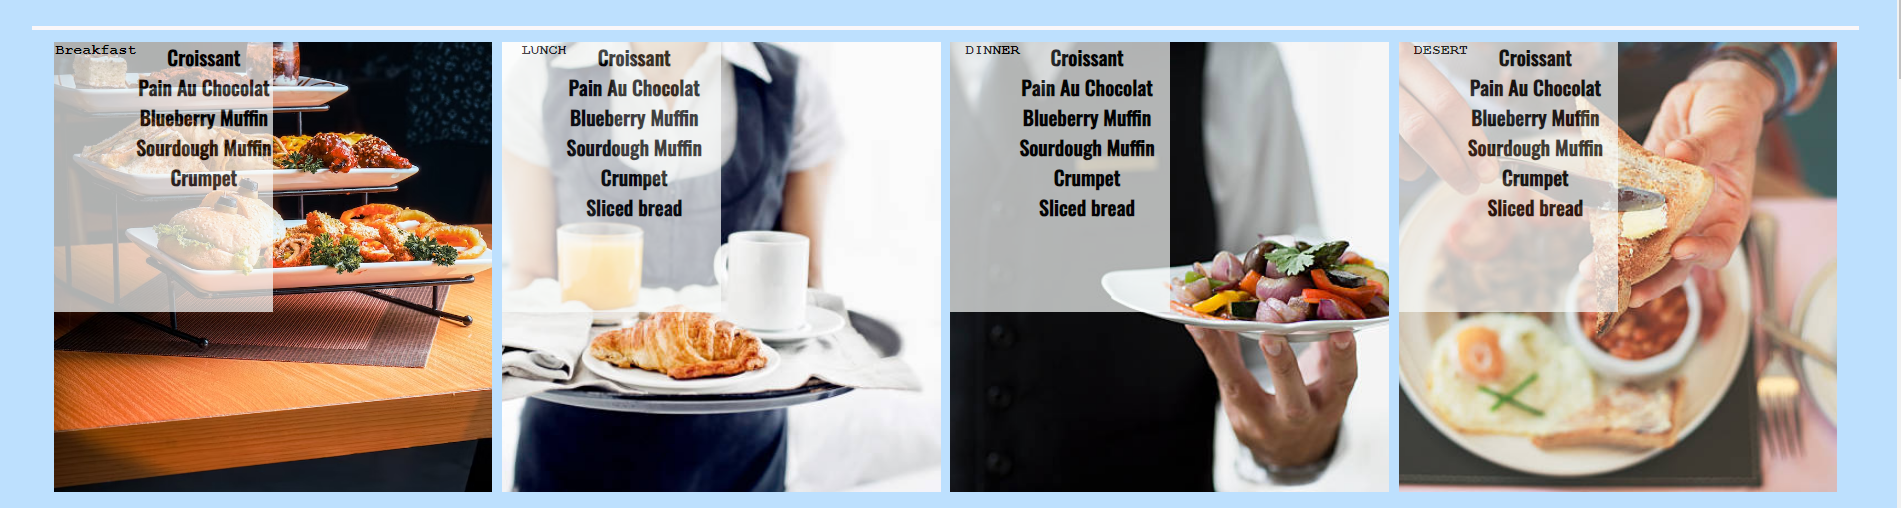 Breakfast
Croissant
Pain Au Chocolat
Blueberry Muffin
Sourdough Muffin
Crumpet
LUNCH
Croissant
Pain Au Chocolat
Blueberry Muffin
Sourdough Muffin
Crumpet
Sliced bread
DINNER
Croissant
Pain Au Chocolat
Blueberry Muffin
Sourdough Muffin
Crumpet
Sliced bread
DESERT
Croissant
Pain Au Chocolat
Blueberry Muffin
Sourdough Muffin
Crumpet
Sliced bread